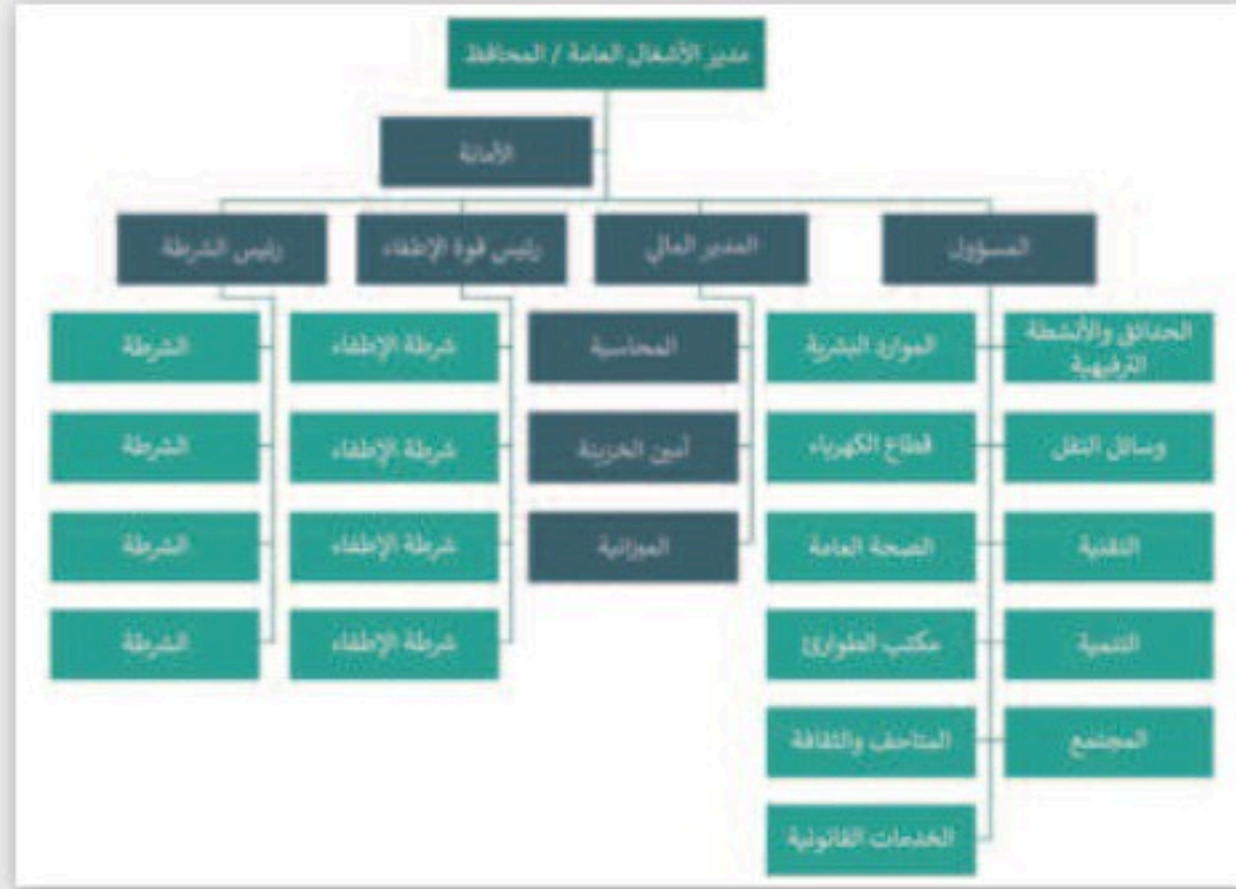 مدير الأشغال العامة / المحافظ
الأمانة
المسؤول
المدير المالي
رئيس قوة الإطفاء
رئيس الشرطة
الحدائق والأنشطة
الترفيهية
الموارد البشرية
المحاسبة
شرطة الإطفاء
الشرطة
وسائل النقل
قطاع الكهرباء
أمين الخزينة
شرطة الإطفاء
الشرطة
التقنية
الصحة العامة
الموزانية
شرطة الإطفاء
الشرطة
التنمية
مكتب الطوارئ
شرطة الإطفاء
الشرطة
المجتمع
المتاحف والثقافة
الخدمات القانونية